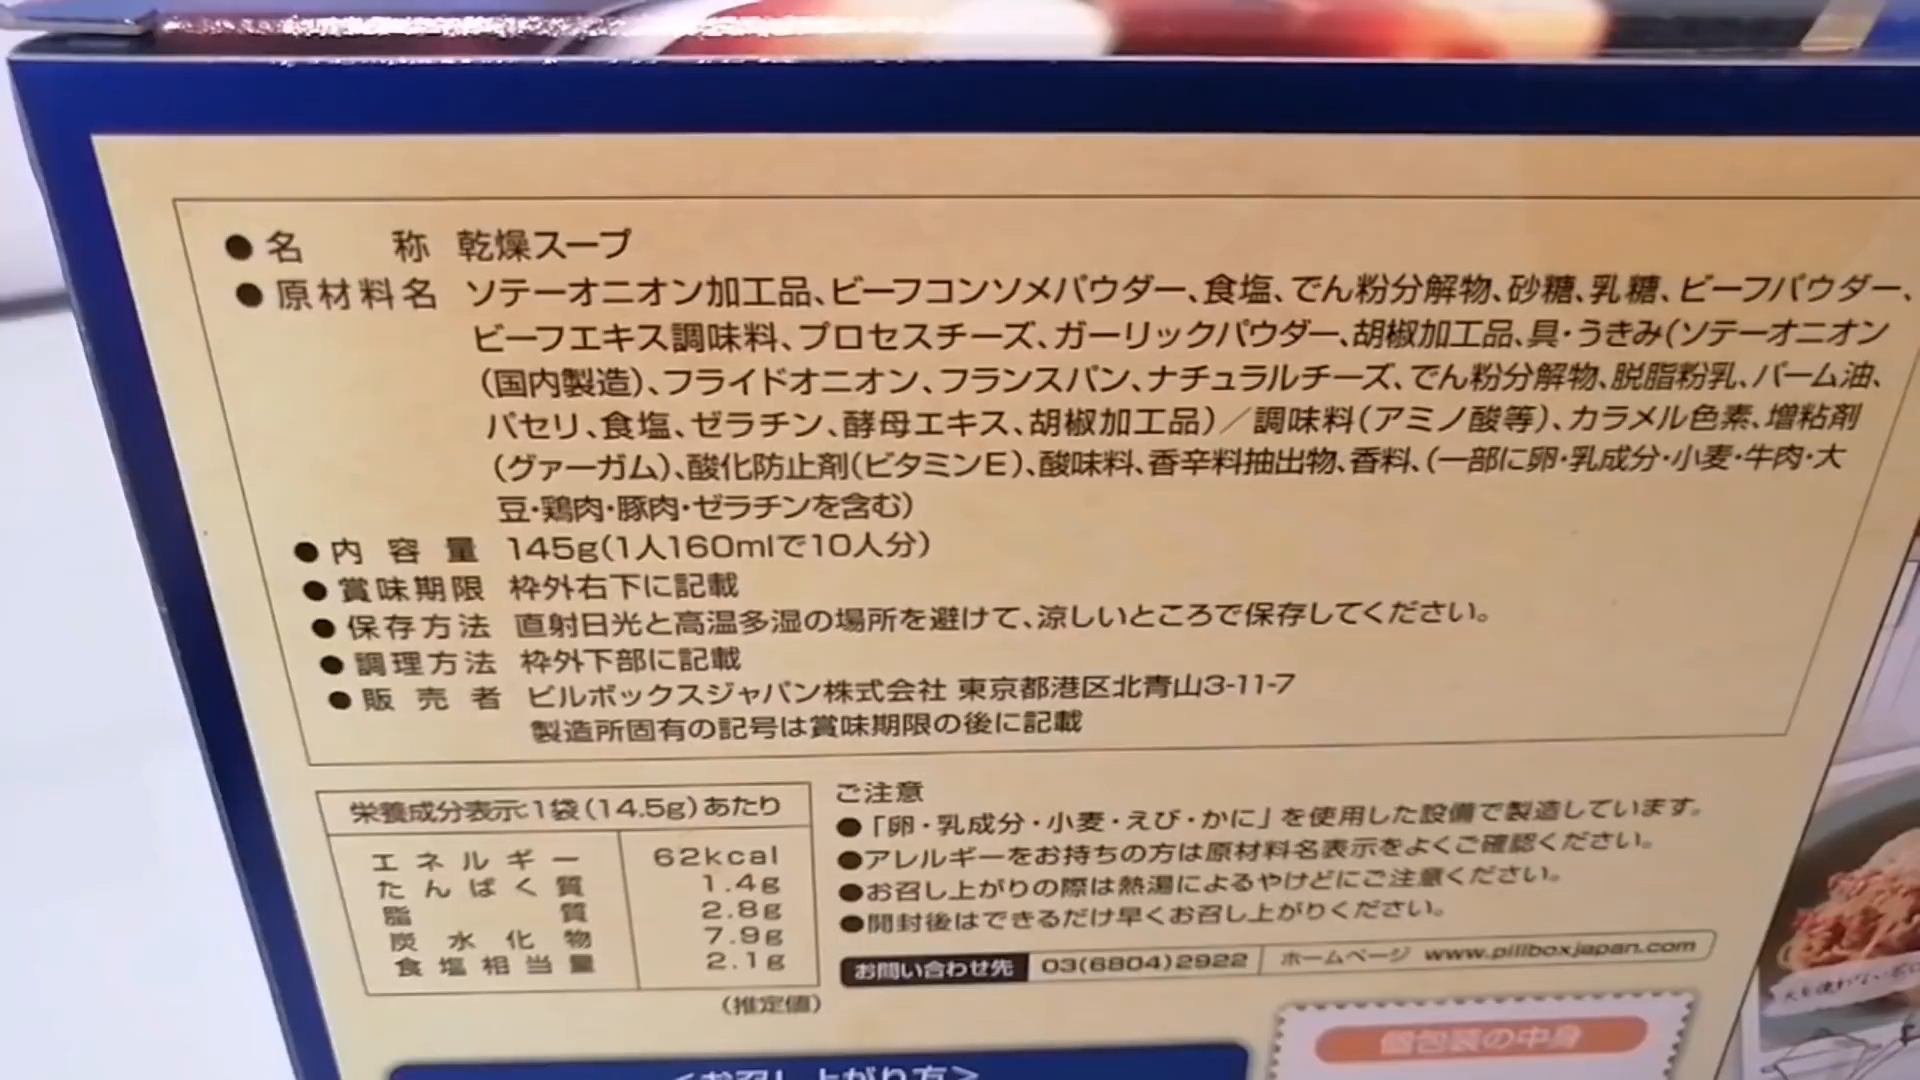 ●名称 乾燥スープ
●原材料名 ソテーオニオン加工品、ビーフコンソメパウダー、食塩、でん粉分解物、砂糖、乳糖、ビーフパウダー、
ビーフエキス調味料、プロセスチーズ、ガーリックパウダー、胡椒加工品、具・うきみ(ソテーオニオン
(国内製造)、フライドオニオン、フランスパン、ナチュラルチーズ、でん粉分解物、脱脂粉乳、パーム油、
パセリ、食塩、ゼラチン、酵母エキス、胡椒加工品)／調味料(アミノ酸等)、カラメル色素、増粘剤
(グァーガム)、酸化防止剤(ビタミンE)、酸味料、香辛料抽出物、香料、(一部に卵・乳成分・小麦・牛肉・大
豆・鶏肉・豚肉・ゼラチンを含む)
●内容量 145g(1人160mlで10人分)
●賞味期限 枠外右下に記載
●保存方法 直射日光と高温多湿の場所を避けて、涼しいところで保存してください。
●調理方法 枠外下部に記載
●販売者 ピルボックスジャパン株式会社 東京都港区北青山3-11-7
製造所固有の記号は賞味期限の後に記載
栄養成分表示:1袋(14.5g)あたり
エネルギー 62kcal
たんぱく質 1.4g
脂質 2.8g
炭水化物 7.9g
食塩相当量 2.1g
(推定値)
ご注意
●「卵・乳成分・小麦・えび・かに」を使用した設備で製造しています。
●アレルギーをお持ちの方は原材料名表示をよくご確認ください。
●お召し上がりの際は熱湯によるやけどにご注意ください。
●開封後はできるだけ早くお召し上がりください。
お問い合わせ先 03(6804)2922 ホームページ www.pillboxjapan.com
個包装の中身
<お召し上がり方>